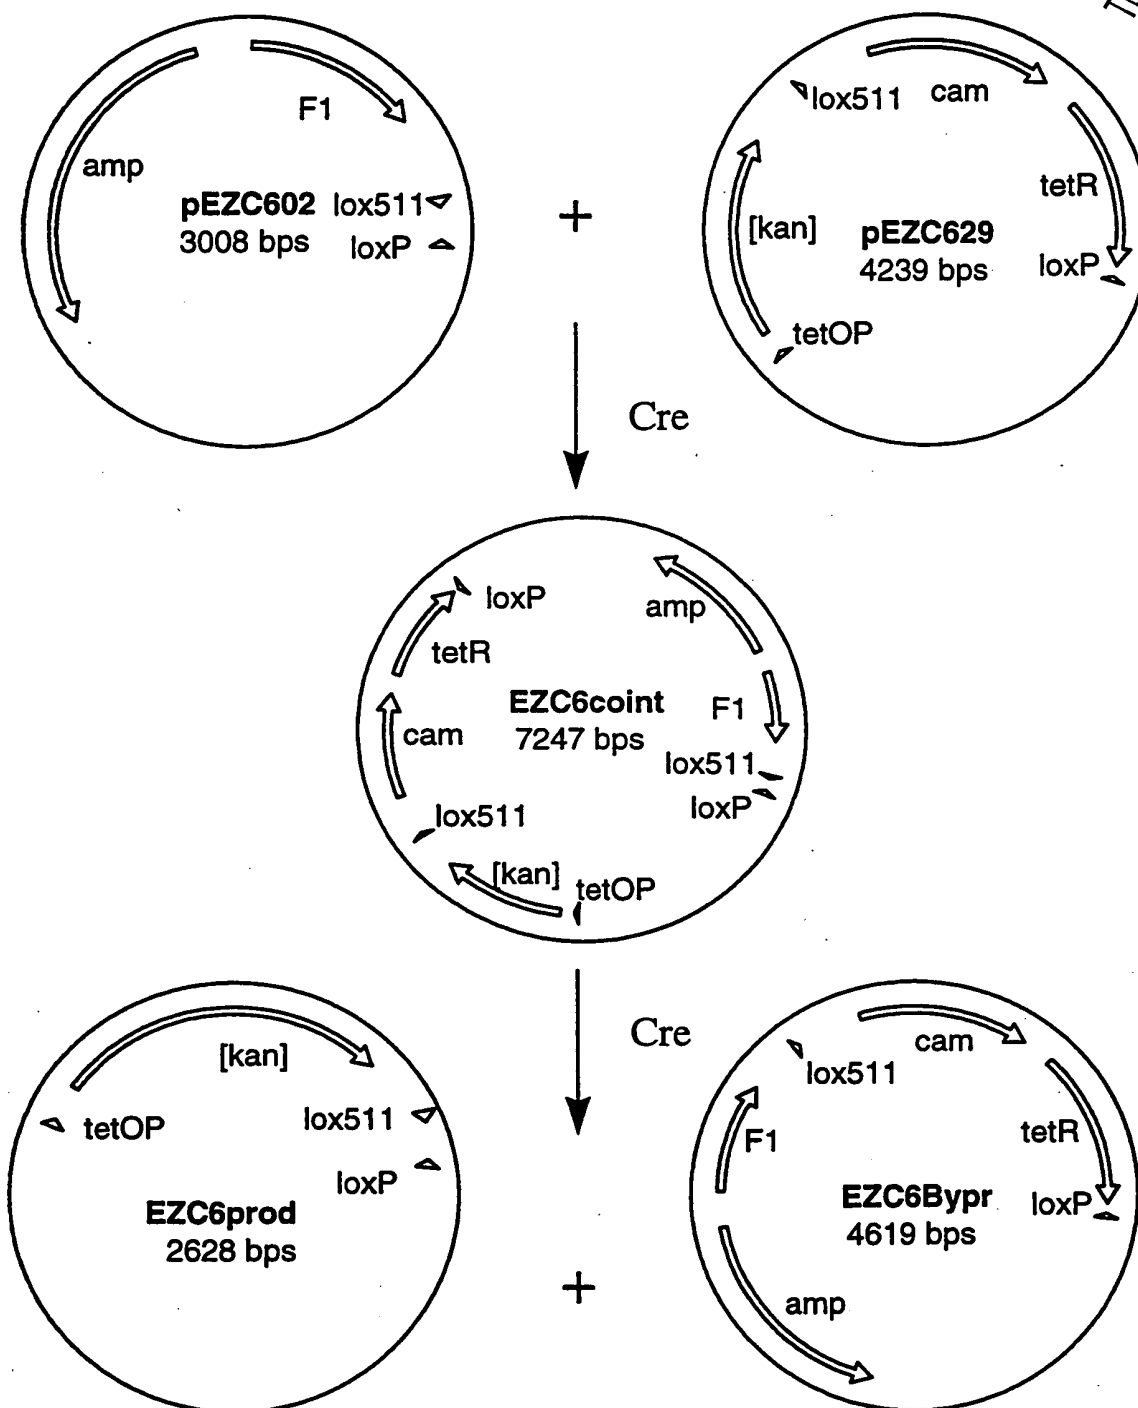 F1
amp
pEZC602
3008 bps
lox511
loxP
+
lox511
cam
tetR
[kan]
pEZC629
4239 bps
loxP
tetOP
Cre
loxP
amp
tetR
EZC6coint
7247 bps
F1
cam
lox511
loxP
lox511
[kan]
tetOP
Cre
[kan]
tetOP
lox511
loxP
EZC6prod
2628 bps
+
cam
lox511
F1
tetR
EZC6Bypr
4619 bps
loxP
amp